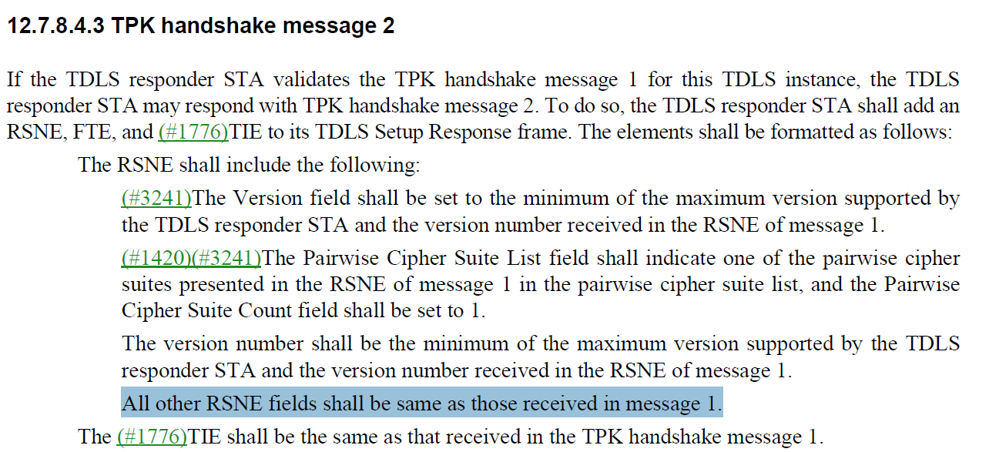 12.7.8.4.3 TPK handshake message 2
If the TDLS responder STA validates the TPK handshake message 1 for this TDLS instance, the TDLS
responder STA may respond with TPK handshake message 2. To do so, the TDLS responder STA shall add an
RSNE, FTE, and (#1776)TIE to its TDLS Setup Response frame. The elements shall be formatted as follows:
The RSNE shall include the following:
(#3241)The Version field shall be set to the minimum of the maximum version supported by
the TDLS responder STA and the version number received in the RSNE of message 1.
(#1420)(#3241)The Pairwise Cipher Suite List field shall indicate one of the pairwise cipher
suites presented in the RSNE of message 1 in the pairwise cipher suite list, and the Pairwise
Cipher Suite Count field shall be set to 1.
The version number shall be the minimum of the maximum version supported by the TDLS
responder STA and the version number received in the RSNE of message 1.
All other RSNE fields shall be same as those received in message 1.
The (#1776)TIE shall be the same as that received in the TPK handshake message 1.